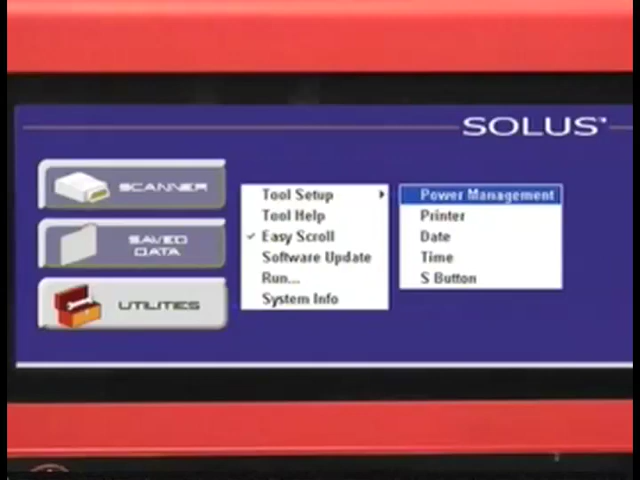 SOLUS™
SCANNER
SAVED
DATA
UTILITIES
Tool Setup
Tool Help
✓ Easy Scroll
Software Update
Run...
System Info
Power Management
Printer
Date
Time
S Button